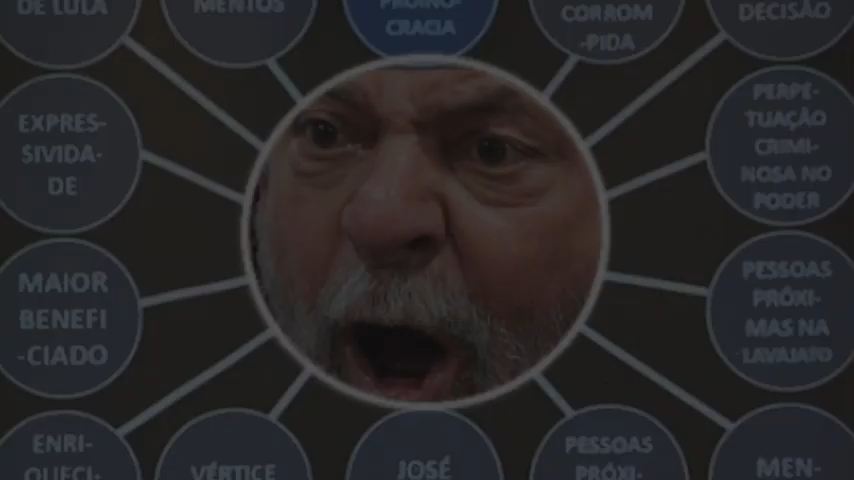 DE LULA
MENTOS
PROINO-
CRACIA
CORROM-
-PIDA
DECISÃO
EXPRES-
SIVIDA-
DE
PERPE-
TUAÇÃO
CRIMI-
NOSA NO
PODER
MAIOR
BENEFI
-CIADO
PESSOAS
PRÓXI-
MAS NA
LAVAJATO
ENRI-
QUECI-
VÉRTICE
JOSÉ
PESSOAS
PRÓXI-
MEN-